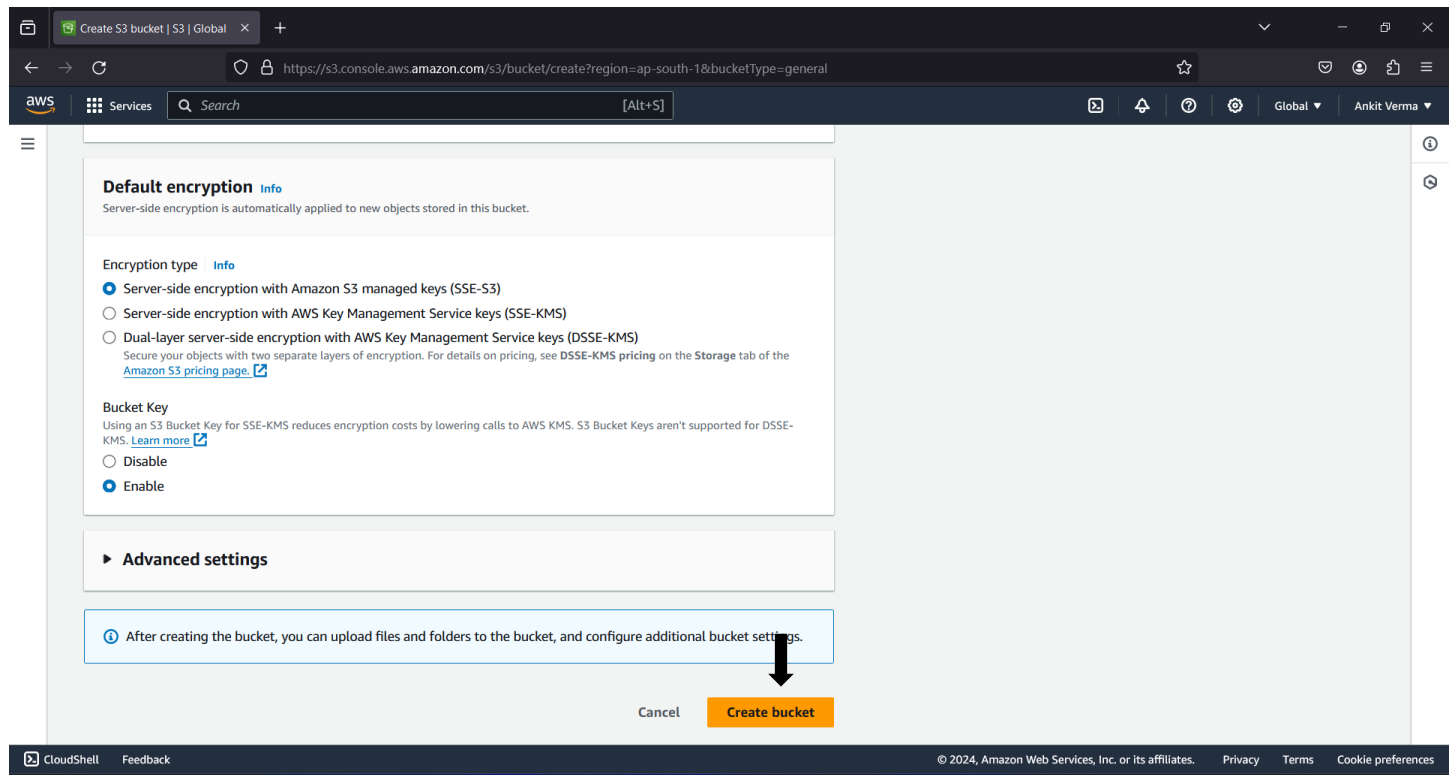 Create S3 bucket | S3 | Global
https://s3.console.aws.amazon.com/s3/bucket/create?region=ap-south-1&bucketType=general
aws
Services
Search
[Alt+S]
Global
Ankit Verma
Default encryption Info
Server-side encryption is automatically applied to new objects stored in this bucket.
Encryption type Info
Server-side encryption with Amazon S3 managed keys (SSE-S3)
Server-side encryption with AWS Key Management Service keys (SSE-KMS)
Dual-layer server-side encryption with AWS Key Management Service keys (DSSE-KMS)
Secure your objects with two separate layers of encryption. For details on pricing, see DSSE-KMS pricing on the Storage tab of the
Amazon S3 pricing page.
Bucket Key
Using an S3 Bucket Key for SSE-KMS reduces encryption costs by lowering calls to AWS KMS. S3 Bucket Keys aren't supported for DSSE-
KMS. Learn more
Disable
Enable
Advanced settings
After creating the bucket, you can upload files and folders to the bucket, and configure additional bucket settings.
Cancel
Create bucket
CloudShell
Feedback
© 2024, Amazon Web Services, Inc. or its affiliates.
Privacy
Terms
Cookie preferences